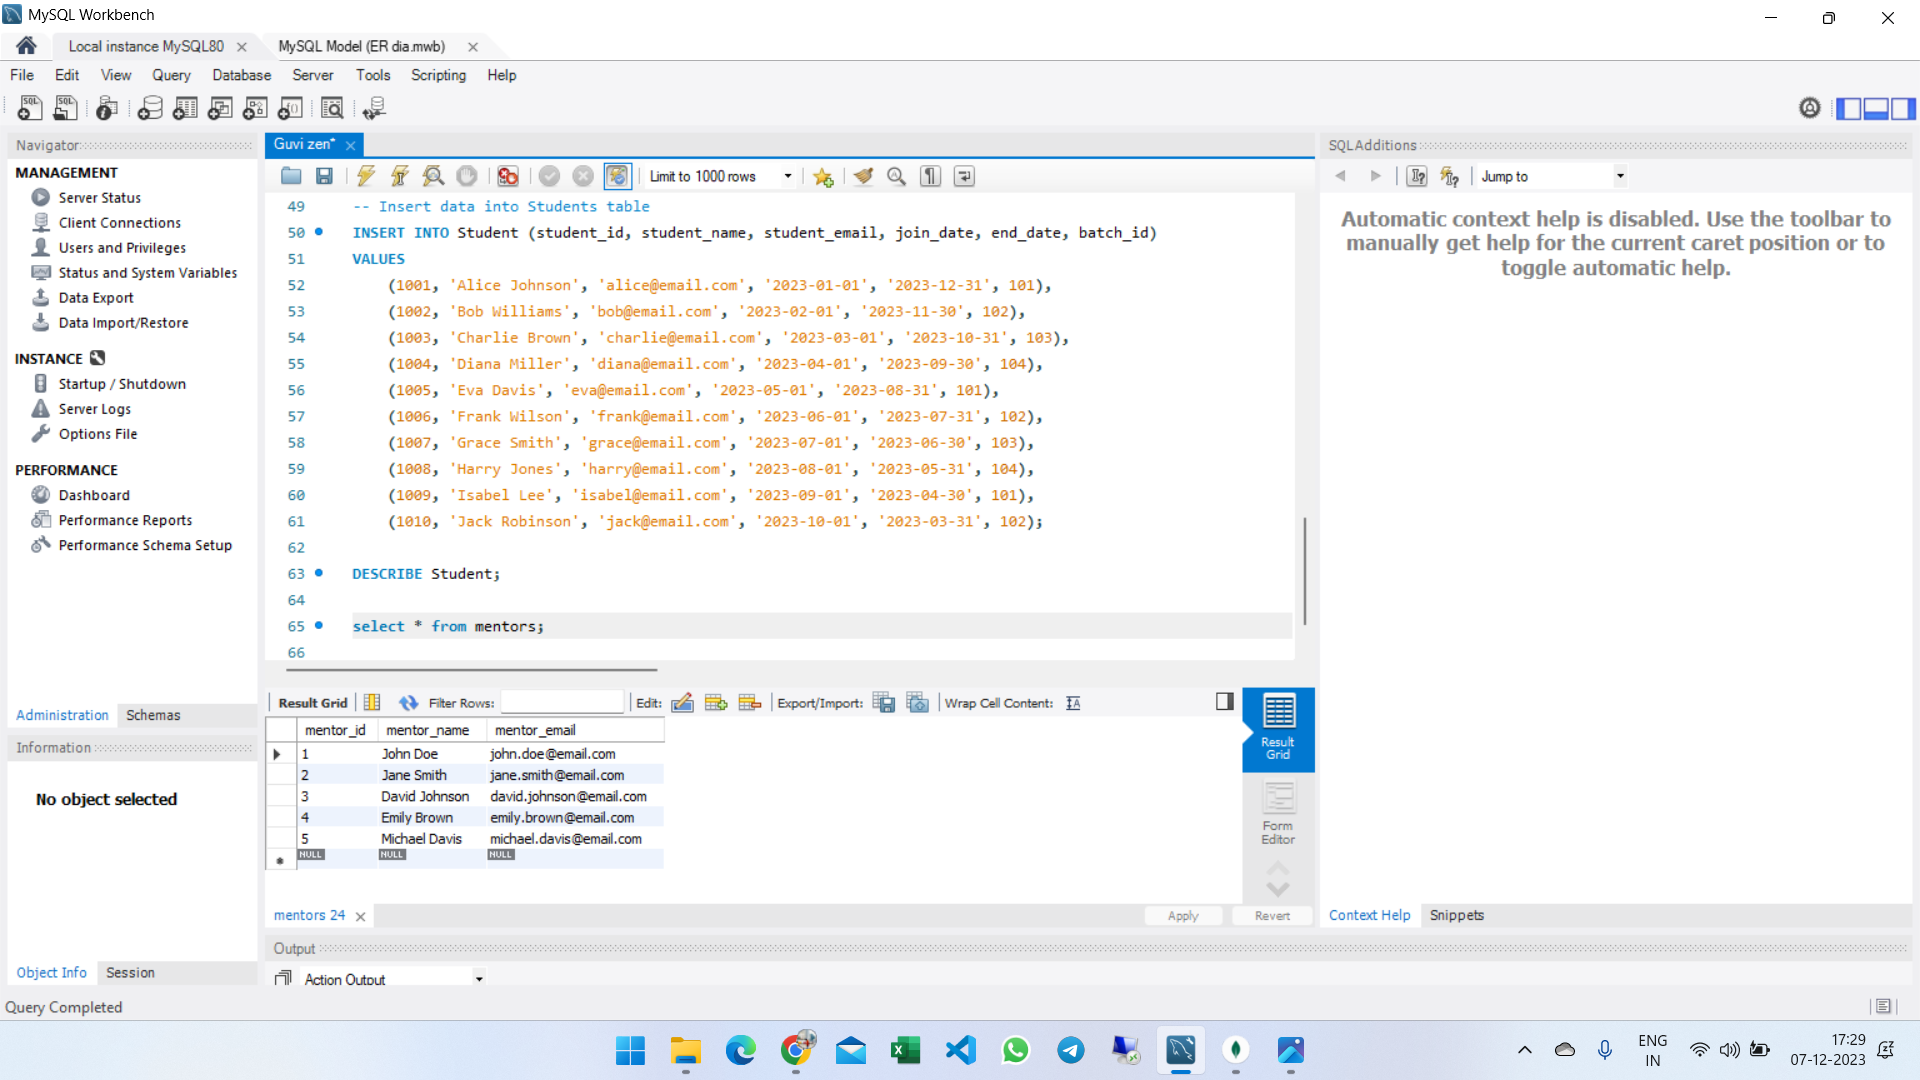 MySQL Workbench
Local instance MySQL80
MySQL Model (ER dia.mwb)
File Edit View Query Database Server Tools Scripting Help
Navigator
MANAGEMENT
Server Status
Client Connections
Users and Privileges
Status and System Variables
Data Export
Data Import/Restore
INSTANCE
Startup / Shutdown
Server Logs
Options File
PERFORMANCE
Dashboard
Performance Reports
Performance Schema Setup
Administration Schemas
Information
No object selected
Object Info Session
Guvi zen*
Limit to 1000 rows
49 -- Insert data into Students table
50 INSERT INTO Student (student_id, student_name, student_email, join_date, end_date, batch_id)
51 VALUES
52 (1001, 'Alice Johnson', 'alice@email.com', '2023-01-01', '2023-12-31', 101),
53 (1002, 'Bob Williams', 'bob@email.com', '2023-02-01', '2023-11-30', 102),
54 (1003, 'Charlie Brown', 'charlie@email.com', '2023-03-01', '2023-10-31', 103),
55 (1004, 'Diana Miller', 'diana@email.com', '2023-04-01', '2023-09-30', 104),
56 (1005, 'Eva Davis', 'eva@email.com', '2023-05-01', '2023-08-31', 101),
57 (1006, 'Frank Wilson', 'frank@email.com', '2023-06-01', '2023-07-31', 102),
58 (1007, 'Grace Smith', 'grace@email.com', '2023-07-01', '2023-06-30', 103),
59 (1008, 'Harry Jones', 'harry@email.com', '2023-08-01', '2023-05-31', 104),
60 (1009, 'Isabel Lee', 'isabel@email.com', '2023-09-01', '2023-04-30', 101),
61 (1010, 'Jack Robinson', 'jack@email.com', '2023-10-01', '2023-03-31', 102);
62
63 DESCRIBE Student;
64
65 select * from mentors;
66
Result Grid Filter Rows: Edit: Export/Import: Wrap Cell Content:
mentor_id mentor_name mentor_email
1 John Doe john.doe@email.com
2 Jane Smith jane.smith@email.com
3 David Johnson david.johnson@email.com
4 Emily Brown emily.brown@email.com
5 Michael Davis michael.davis@email.com
NULL NULL NULL
Result
Grid
Form
Editor
mentors 24
Apply Revert
Output
Action Output
SQLAdditions
Jump to
Automatic context help is disabled. Use the toolbar to
manually get help for the current caret position or to
toggle automatic help.
Context Help Snippets
Query Completed
ENG
IN
17:29
07-12-2023